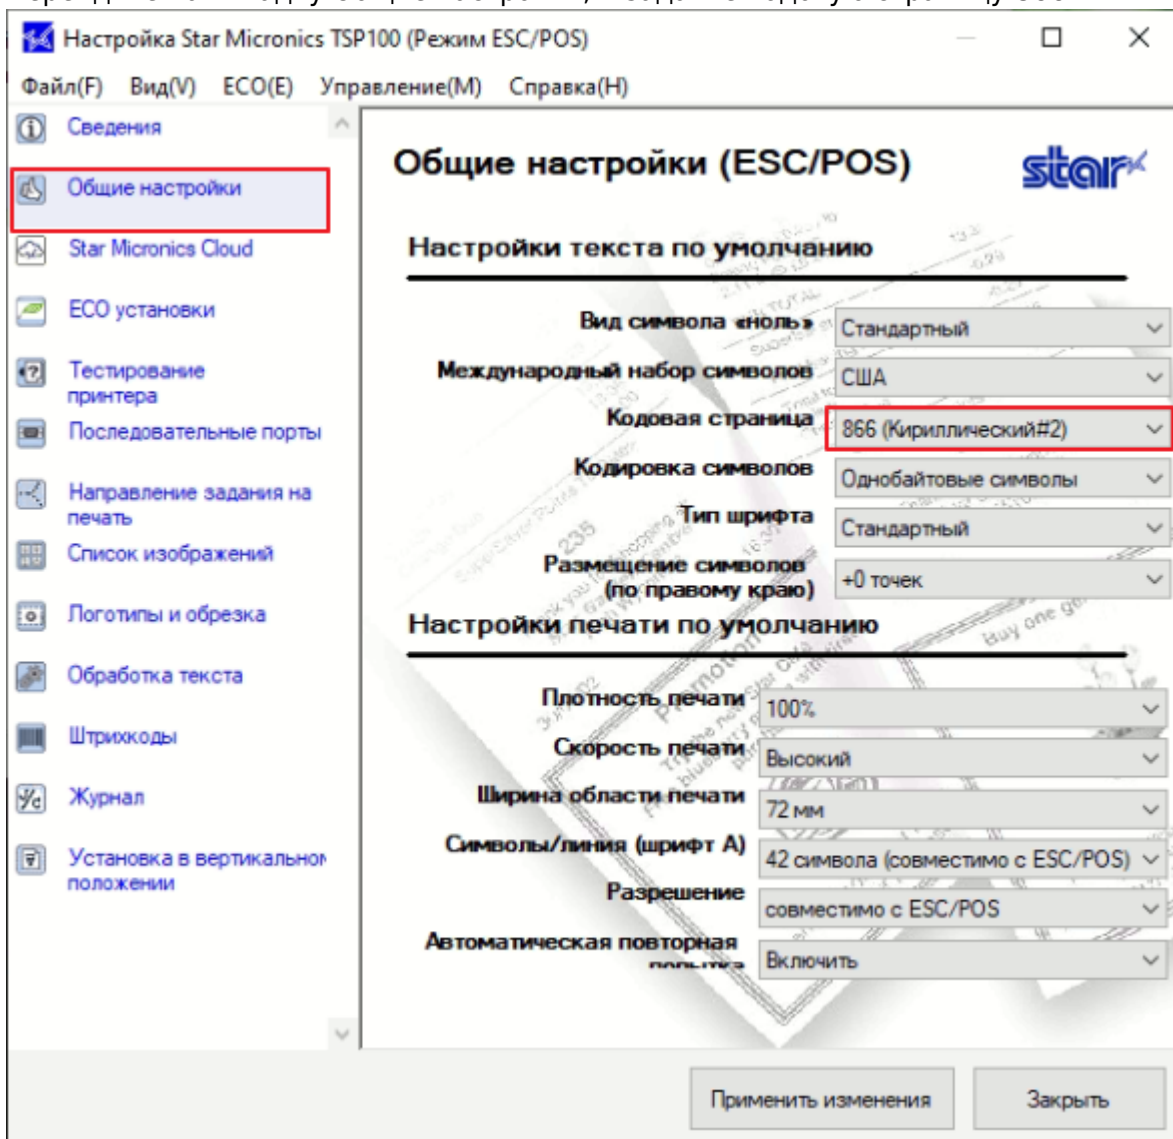 Настройка Star Micronics TSP100 (Режим ESC/POS)
Файл(F) Вид(V) ECO(E) Управление(M) Справка(H)
Сведения
Общие настройки
Star Micronics Cloud
ECO установки
Тестирование
принтера
Последовательные порты
Направление задания на
печать
Список изображений
Логотипы и обрезка
Обработка текста
Штрихкоды
Журнал
Установка в вертикальном
положении
Общие настройки (ESC/POS)
star
Настройки текста по умолчанию
Вид символа «ноль» Стандартный
Международный набор символов США
Кодовая страница 866 (Кириллический#2)
Кодировка символов Однобайтовые символы
Тип шрифта Стандартный
Размещение символов
(по правому краю) +0 точек
Настройки печати по умолчанию
Плотность печати 100%
Скорость печати Высокий
Ширина области печати 72 мм
Символы/линия (шрифт A) 42 символа (совместимо с ESC/POS)
Разрешение совместимо с ESC/POS
Автоматическая повторная
попытка Включить
Применить изменения Закрыть